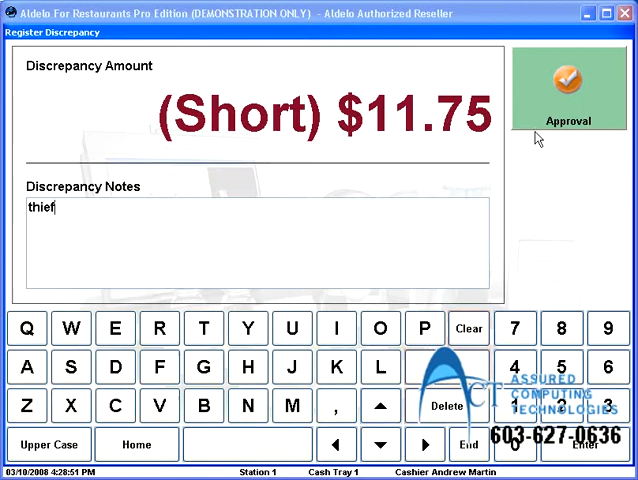 Aldelo For Restaurants Pro Edition (DEMONSTRATION ONLY) - Aldelo Authorized Reseller
Register Discrepancy
Discrepancy Amount
(Short) $11.75
Approval
Discrepancy Notes
thief
Q W E R T Y U I O P Clear 7 8 9
A S D F G H J K L 4 5 6
Z X C V B N M , Delete 1 2 3
Upper Case Home End 0 Enter
ACT ASSURED
COMPUTING
TECHNOLOGIES
603-627-0636
03/10/2008 4:28:51 PM Station 1 Cash Tray 1 Cashier Andrew Martin